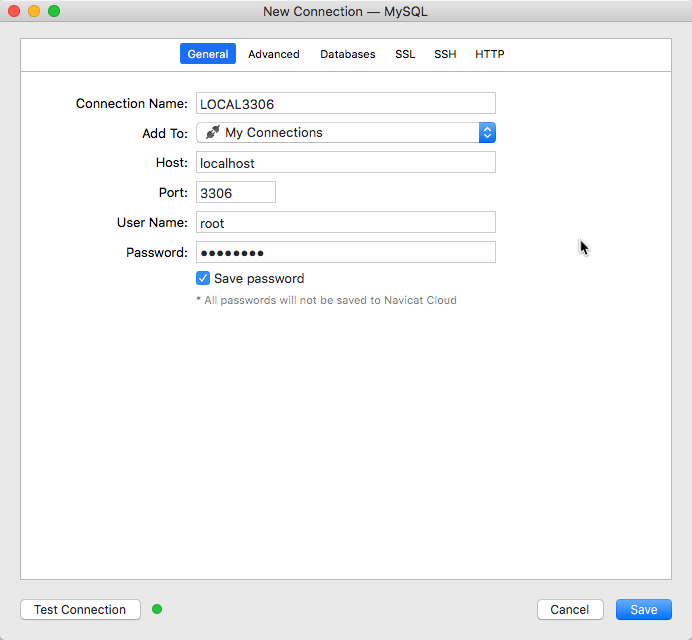 New Connection — MySQL
General Advanced Databases SSL SSH HTTP
Connection Name: LOCAL3306
Add To: My Connections
Host: localhost
Port: 3306
User Name: root
Password: ●●●●●●●●
Save password
* All passwords will not be saved to Navicat Cloud
Test Connection Cancel Save